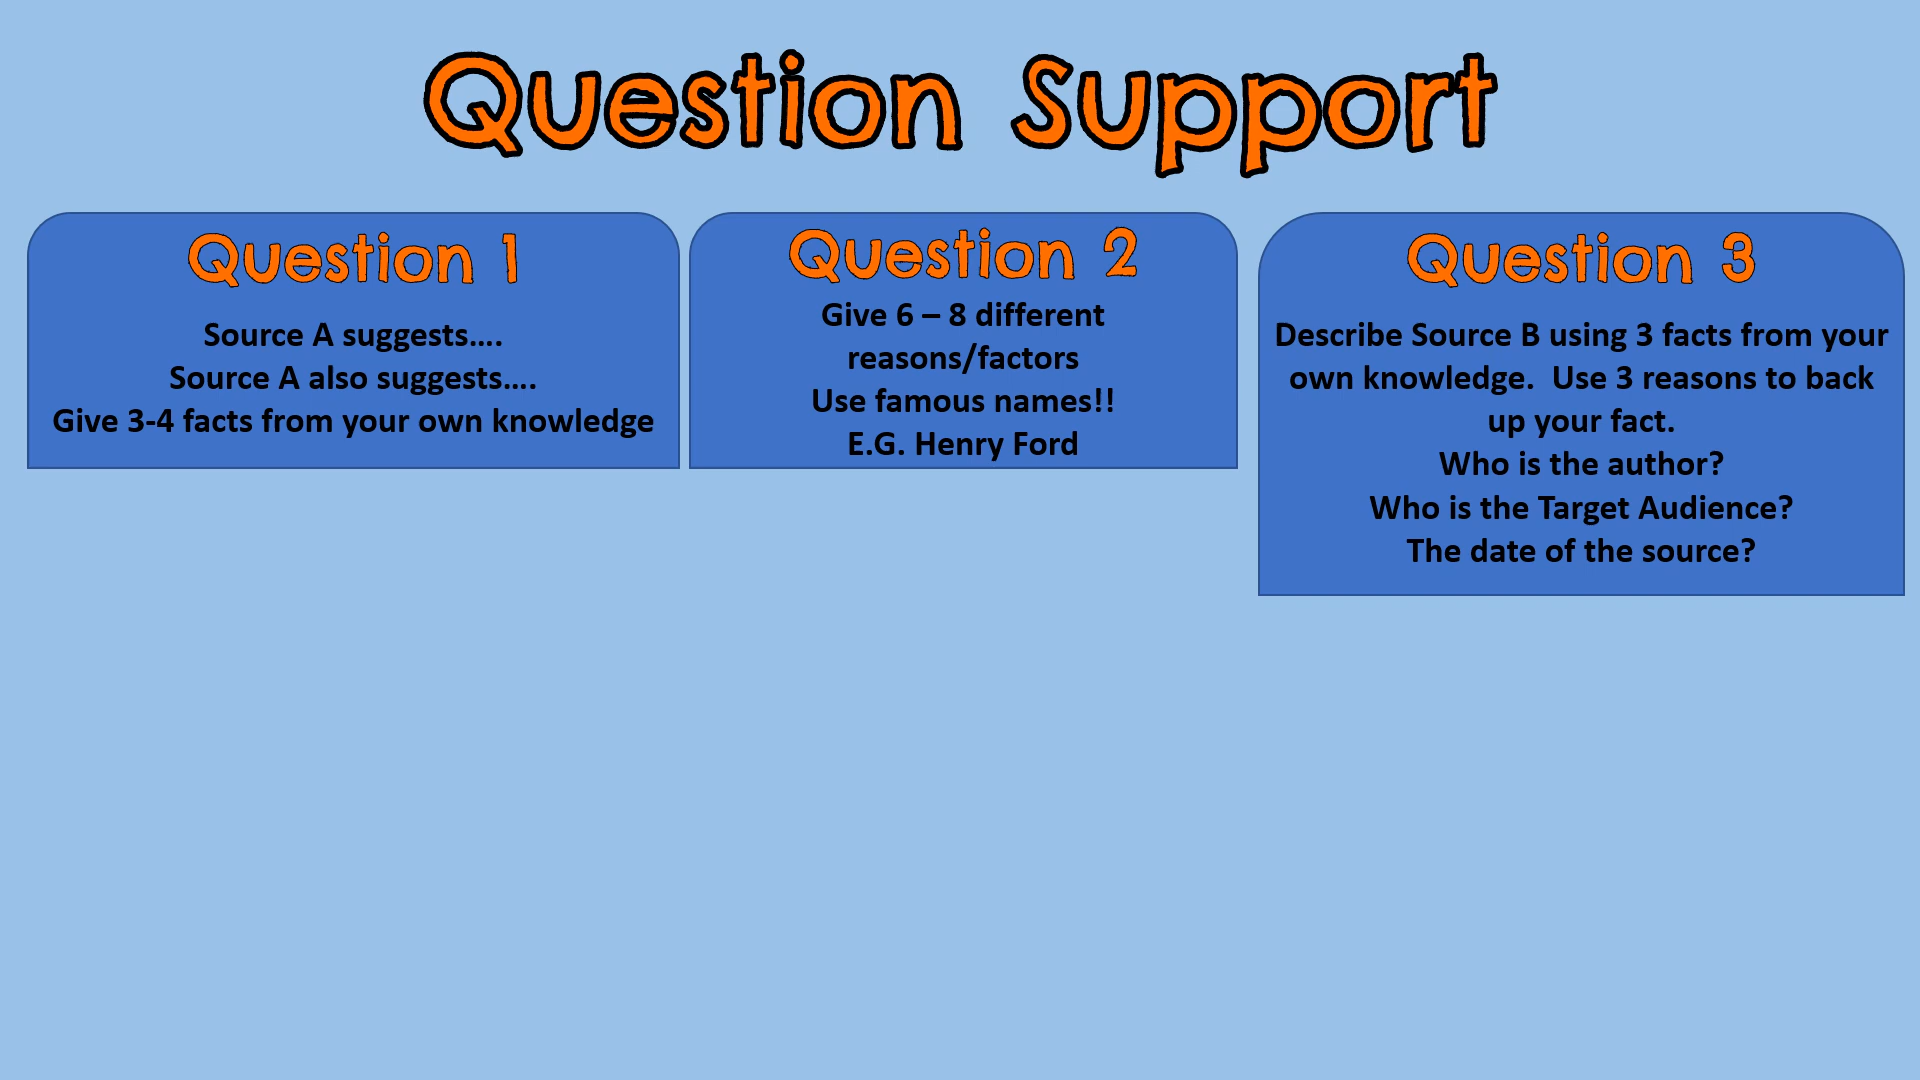 Question Support
Question 1
Source A suggests....
Source A also suggests....
Give 3-4 facts from your own knowledge
Question 2
Give 6 – 8 different
reasons/factors
Use famous names!!
E.G. Henry Ford
Question 3
Describe Source B using 3 facts from your
own knowledge.  Use 3 reasons to back
up your fact.
Who is the author?
Who is the Target Audience?
The date of the source?